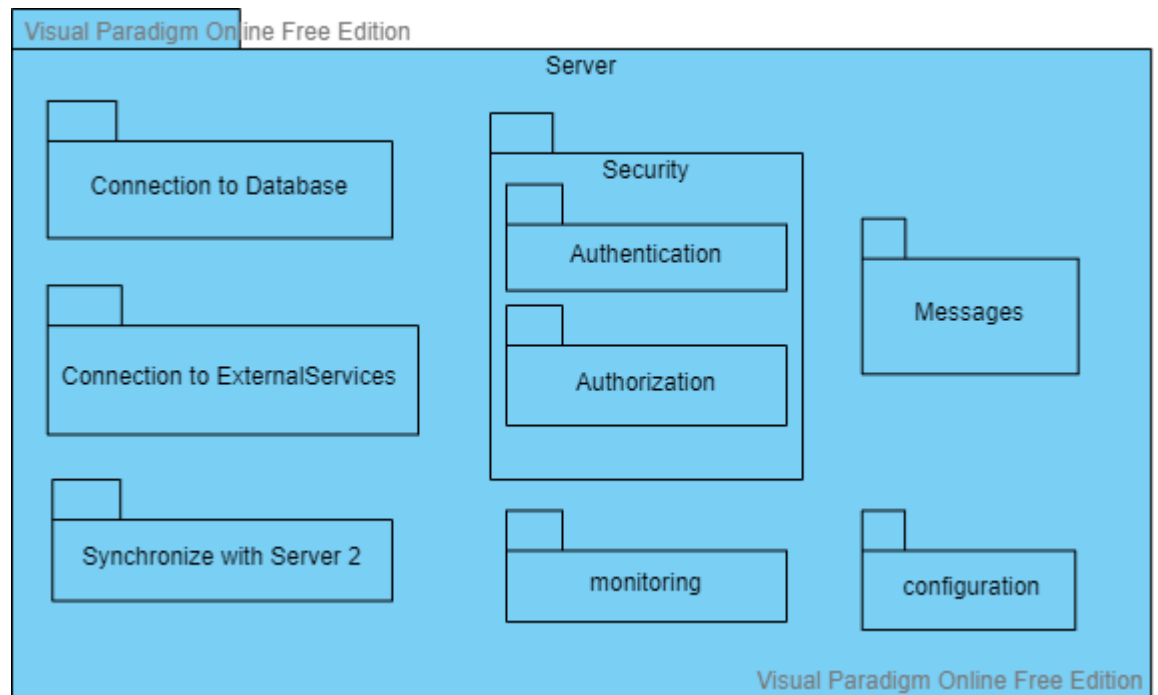 Visual Paradigm Online Free Edition
Server
Connection to Database
Security
Authentication
Messages
Connection to ExternalServices
Authorization
Synchronize with Server 2
monitoring
configuration
Visual Paradigm Online Free Edition